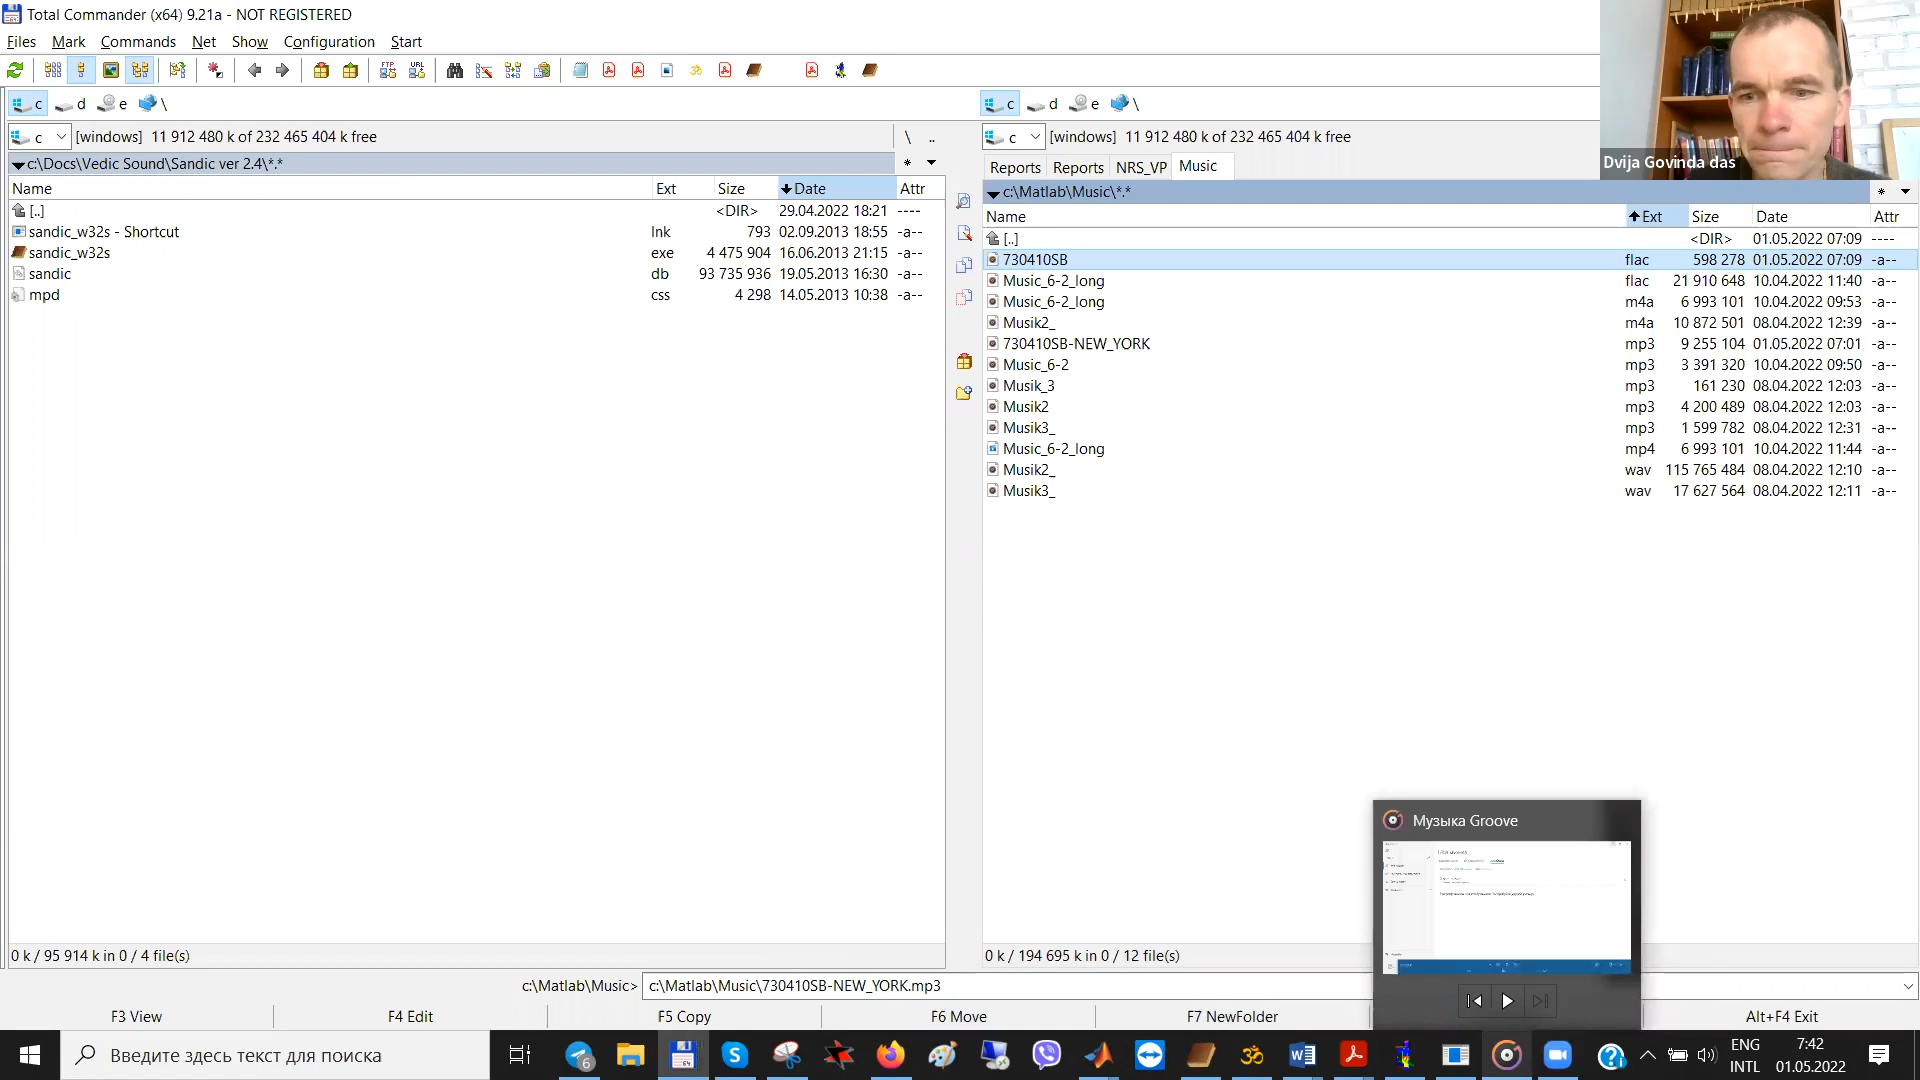 Total Commander (x64) 9.21a - NOT REGISTERED
Files Mark Commands Net Show Configuration Start
c d e \
c d e \
c [windows] 11 912 480 k of 232 465 404 k free \ ..
c [windows] 11 912 480 k of 232 465 404 k free
Dvija Govinda das
c:\Docs\Vedic Sound\Sandic ver 2.4\*.* *
Reports Reports NRS_VP Music
c:\Matlab\Music\*.* *
Name Ext Size Date Attr
[..] <DIR> 29.04.2022 18:21 ----
sandic_w32s - Shortcut lnk 793 02.09.2013 18:55 -a--
sandic_w32s exe 4 475 904 16.06.2013 21:15 -a--
sandic db 93 735 936 19.05.2013 16:30 -a--
mpd css 4 298 14.05.2013 10:38 -a--
Name Ext Size Date Attr
[..] <DIR> 01.05.2022 07:09 ----
730410SB flac 598 278 01.05.2022 07:09 -a--
Music_6-2_long flac 21 910 648 10.04.2022 11:40 -a--
Music_6-2_long m4a 6 993 101 10.04.2022 09:53 -a--
Musik2_ m4a 10 872 501 08.04.2022 12:39 -a--
730410SB-NEW_YORK mp3 9 255 104 01.05.2022 07:01 -a--
Music_6-2 mp3 3 391 320 10.04.2022 09:50 -a--
Musik_3 mp3 161 230 08.04.2022 12:03 -a--
Musik2 mp3 4 200 489 08.04.2022 12:03 -a--
Musik3_ mp3 1 599 782 08.04.2022 12:31 -a--
Music_6-2_long mp4 6 993 101 10.04.2022 11:44 -a--
Musik2_ wav 115 765 484 08.04.2022 12:10 -a--
Musik3_ wav 17 627 564 08.04.2022 12:11 -a--
Музыка Groove
0 k / 95 914 k in 0 / 4 file(s)
0 k / 194 695 k in 0 / 12 file(s)
c:\Matlab\Music> c:\Matlab\Music\730410SB-NEW_YORK.mp3
F3 View F4 Edit F5 Copy F6 Move F7 NewFolder Alt+F4 Exit
Введите здесь текст для поиска
6
ENG
INTL
7:42
01.05.2022